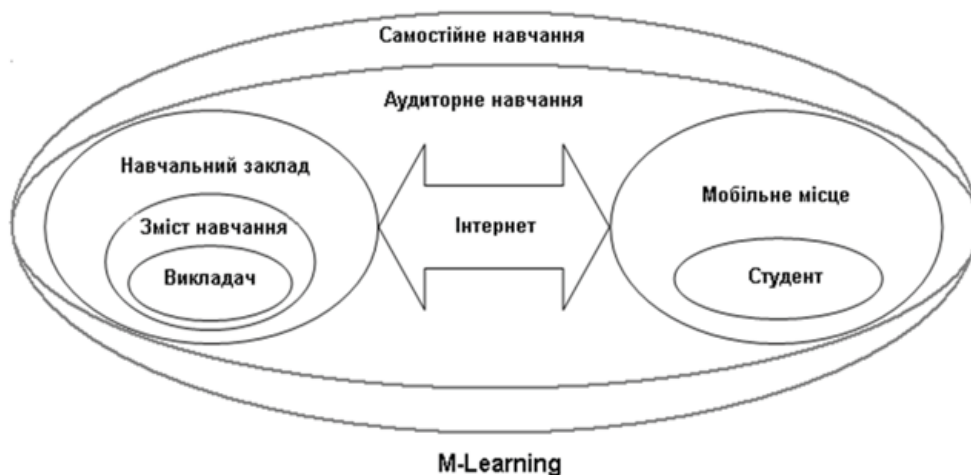 Самостійне навчання
Аудиторне навчання
Навчальний заклад
Зміст навчання
Викладач
Інтернет
Мобільне місце
Студент
M-Learning